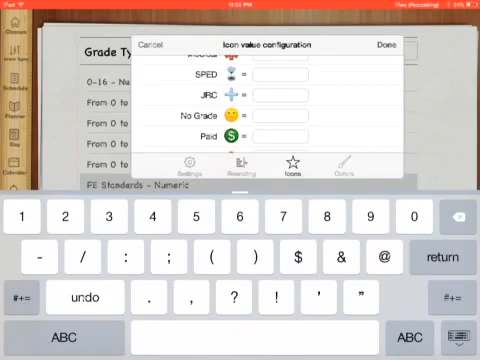 iPad 11:33 PM iRec (Recording)
Classes
Grade Ty
Cancel Icon value configuration Done
Medical
SPED =
JRC =
No Grade =
Paid $ =
0-16 - Nu
From 0 to
From 0 to
From 0 to
From 0 to
PE Standards - Numeric
Schedule
Planner
Day
Calendar
Settings Rounding Icons Colors
1 2 3 4 5 6 7 8 9 0
- / : ; ( ) $ & @ return
#+= undo . , ? ! ' " #+=
ABC ABC